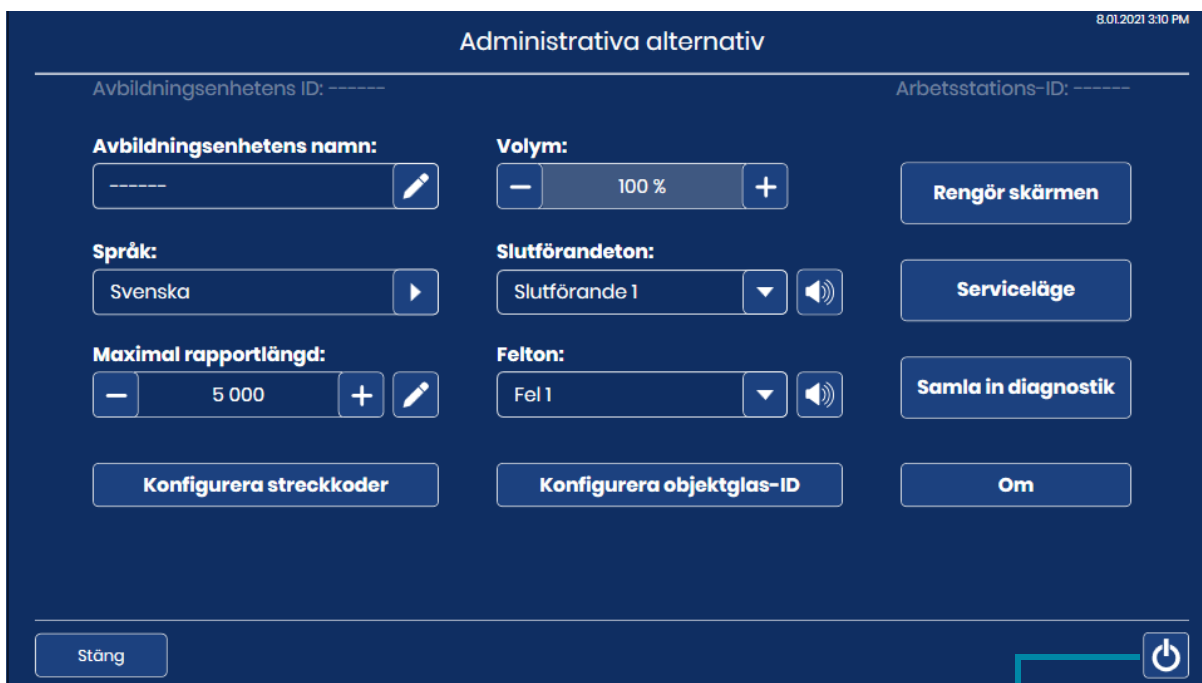 8.01.2021 3:10 PM
Administrativa alternativ
Avbildningsenhetens ID: ------
Arbetsstations-ID: ------
Avbildningsenhetens namn:
Volym:
------
100 %
Rengör skärmen
Språk:
Slutförandeton:
Svenska
Slutförande 1
Serviceläge
Maximal rapportlängd:
Felton:
5 000
Fel 1
Samla in diagnostik
Konfigurera streckkoder
Konfigurera objektglas-ID
Om
Stäng